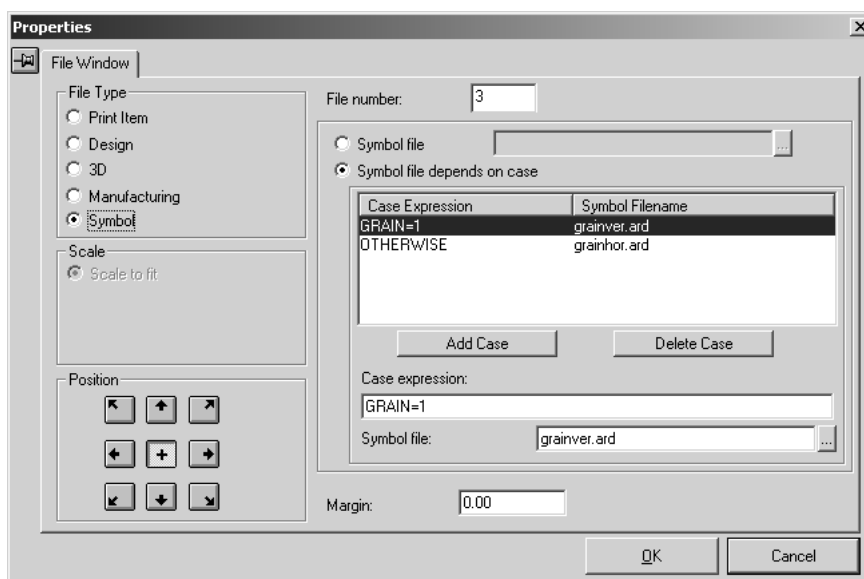 Properties
File Window
File Type
Print Item
Design
3D
Manufacturing
Symbol
Scale
Scale to fit
Position
File number: 3
Symbol file ...
Symbol file depends on case
Case Expression Symbol Filename
GRAIN=1 grainver.ard
OTHERWISE grainhor.ard
Add Case Delete Case
Case expression:
GRAIN=1
Symbol file: grainver.ard ...
Margin: 0.00
OK Cancel